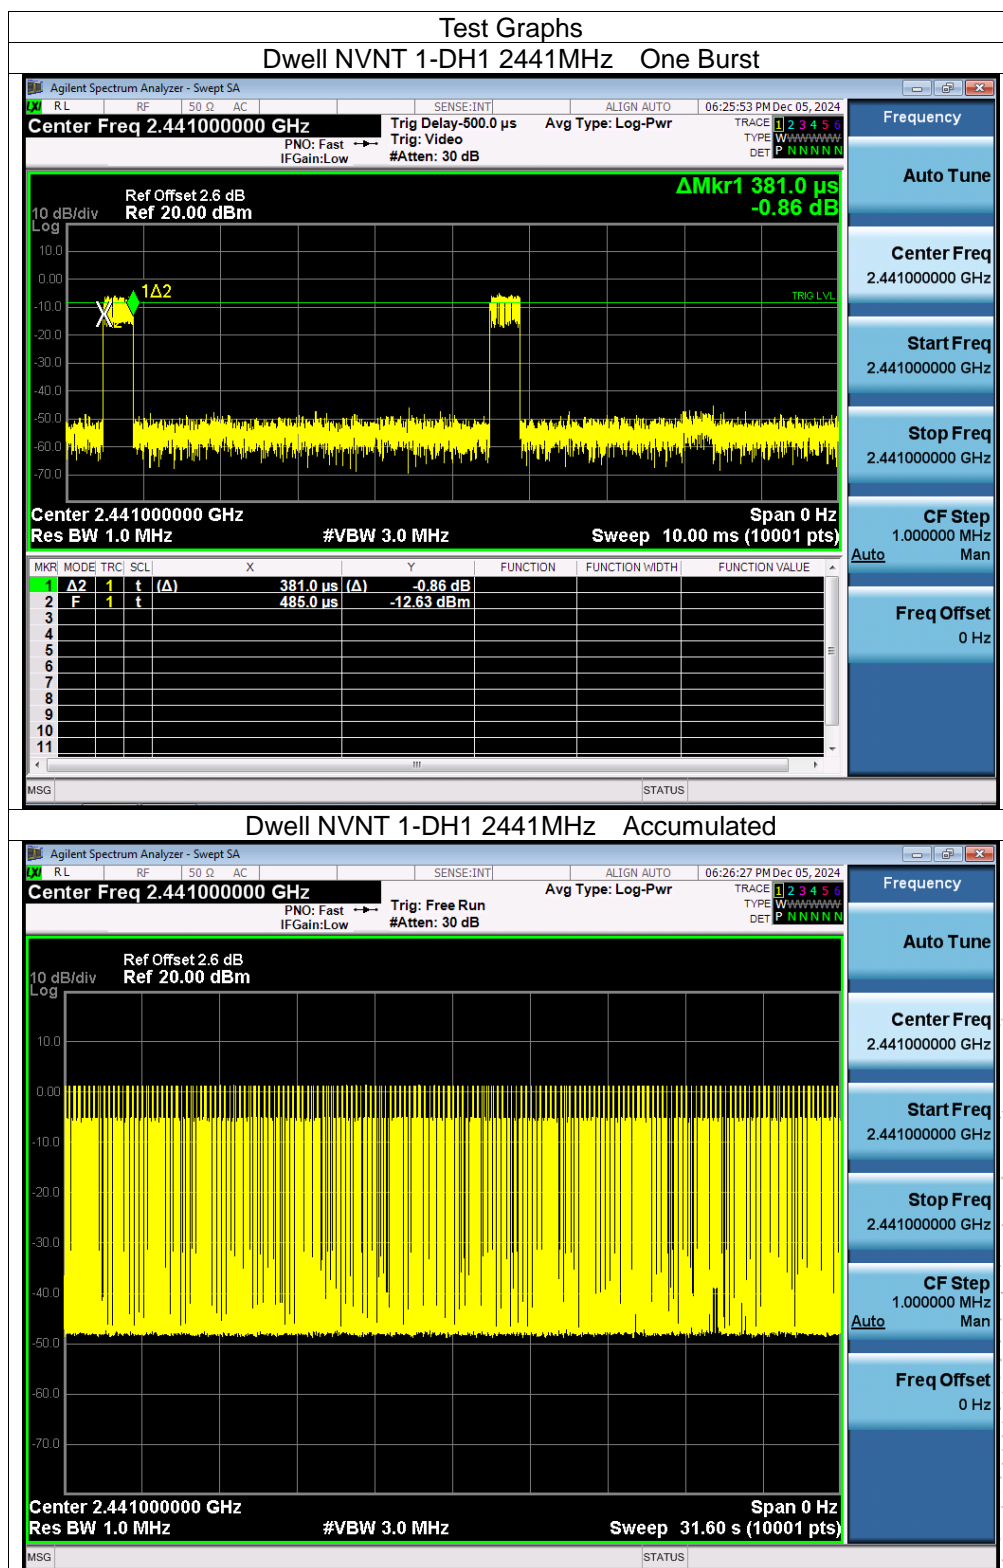 Test Graphs
Dwell NVNT 1-DH1 2441MHz One Burst
Agilent Spectrum Analyzer - Swept SA
LXI RL RF 50 Ω AC SENSE:INT ALIGN AUTO 06:25:53 PM Dec 05, 2024
Center Freq 2.441000000 GHz
PNO: Fast
IFGain:Low
Trig Delay-500.0 µs
Trig: Video
#Atten: 30 dB
Avg Type: Log-Pwr
TRACE 1 2 3 4 5 6
TYPE WWWWWW
DET P N N N N N
Frequency
Auto Tune
Center Freq
2.441000000 GHz
Start Freq
2.441000000 GHz
Stop Freq
2.441000000 GHz
CF Step
1.000000 MHz
Auto Man
Freq Offset
0 Hz
ΔMkr1 381.0 µs
-0.86 dB
Ref Offset 2.6 dB
10 dB/div Ref 20.00 dBm
Log
10.0
0.00
-10.0
-20.0
-30.0
-40.0
-50.0
-60.0
-70.0
1Δ2
TRIG LVL
Center 2.441000000 GHz Span 0 Hz
Res BW 1.0 MHz #VBW 3.0 MHz Sweep 10.00 ms (10001 pts)
MKR MODE TRC SCL X Y FUNCTION FUNCTION WIDTH FUNCTION VALUE
1 Δ2 1 t (Δ) 381.0 µs (Δ) -0.86 dB
2 F 1 t 485.0 µs -12.63 dBm
3
4
5
6
7
8
9
10
11
MSG STATUS
Dwell NVNT 1-DH1 2441MHz Accumulated
Agilent Spectrum Analyzer - Swept SA
LXI RL RF 50 Ω AC SENSE:INT ALIGN AUTO 06:26:27 PM Dec 05, 2024
Center Freq 2.441000000 GHz
PNO: Fast
IFGain:Low
Trig: Free Run
#Atten: 30 dB
Avg Type: Log-Pwr
TRACE 1 2 3 4 5 6
TYPE WWWWWW
DET P N N N N N
Frequency
Auto Tune
Center Freq
2.441000000 GHz
Start Freq
2.441000000 GHz
Stop Freq
2.441000000 GHz
CF Step
1.000000 MHz
Auto Man
Freq Offset
0 Hz
Ref Offset 2.6 dB
10 dB/div Ref 20.00 dBm
Log
10.0
0.00
-10.0
-20.0
-30.0
-40.0
-50.0
-60.0
-70.0
Center 2.441000000 GHz Span 0 Hz
Res BW 1.0 MHz #VBW 3.0 MHz Sweep 31.60 s (10001 pts)
MSG STATUS